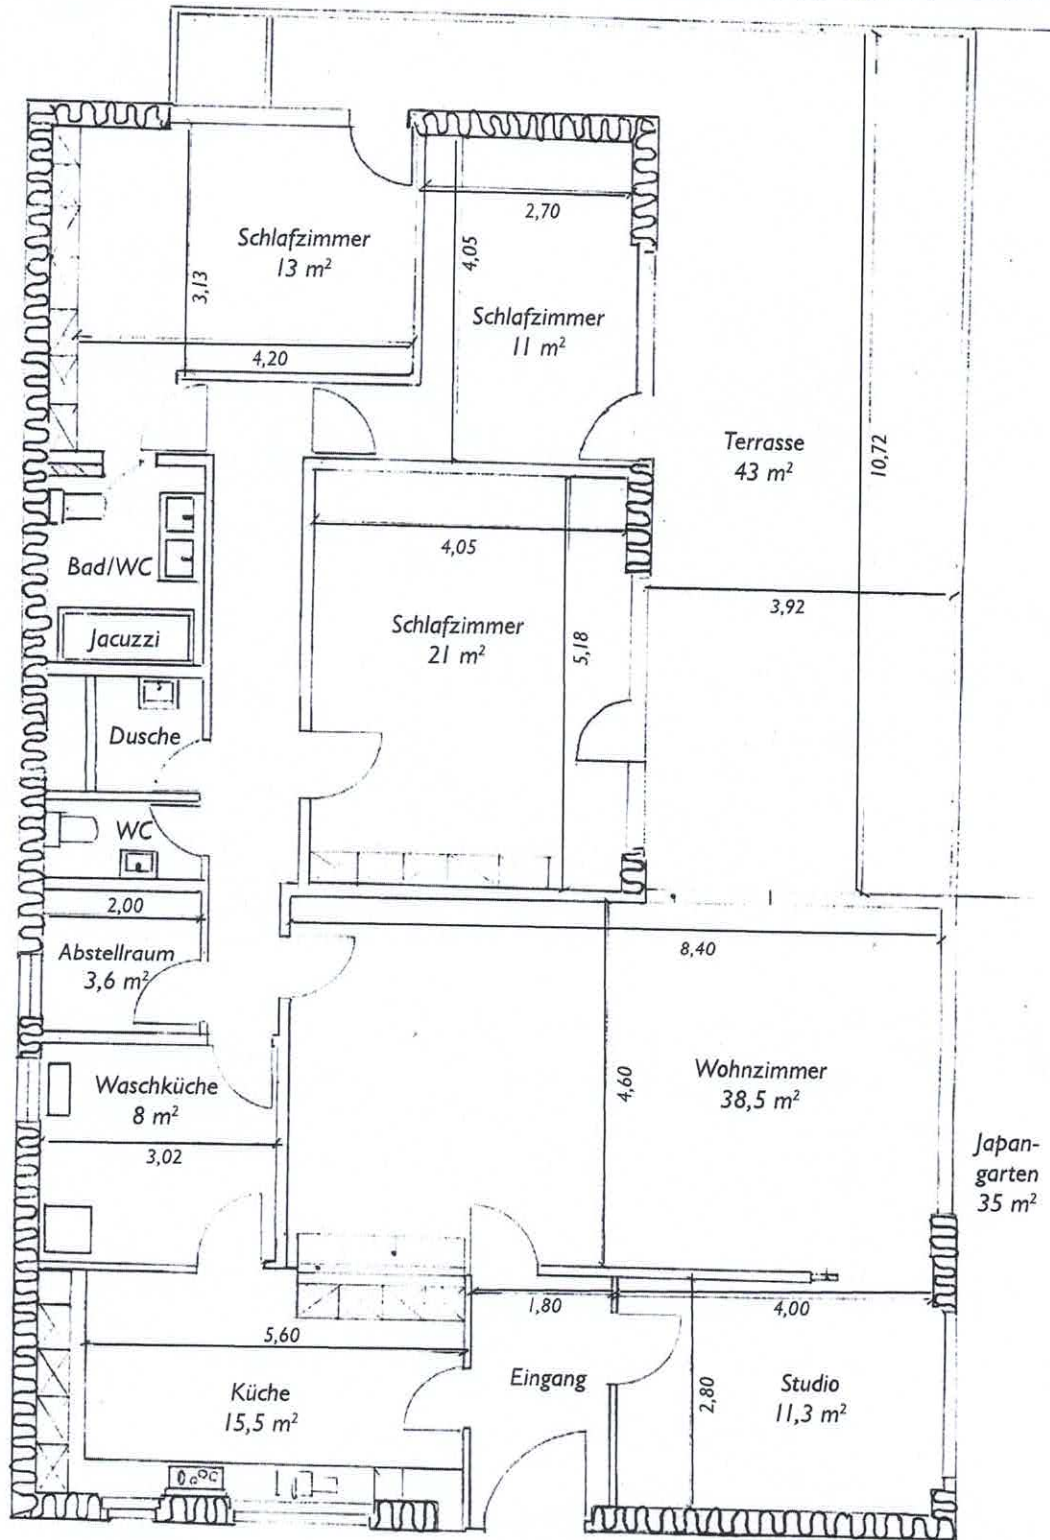 2,70
Schlafzimmer
13 m²
4,05
3,13
Schlafzimmer
11 m²
4,20
Terrasse
43 m²
10,72
4,05
Bad/WC
3,92
Schlafzimmer
21 m²
5,18
Jacuzzi
Dusche
WC
2,00
Abstellraum
3,6 m²
8,40
Wohnzimmer
38,5 m²
4,60
Waschküche
8 m²
3,02
Japan-
garten
35 m²
1,80
4,00
5,60
Eingang
Küche
15,5 m²
2,80
Studio
11,3 m²